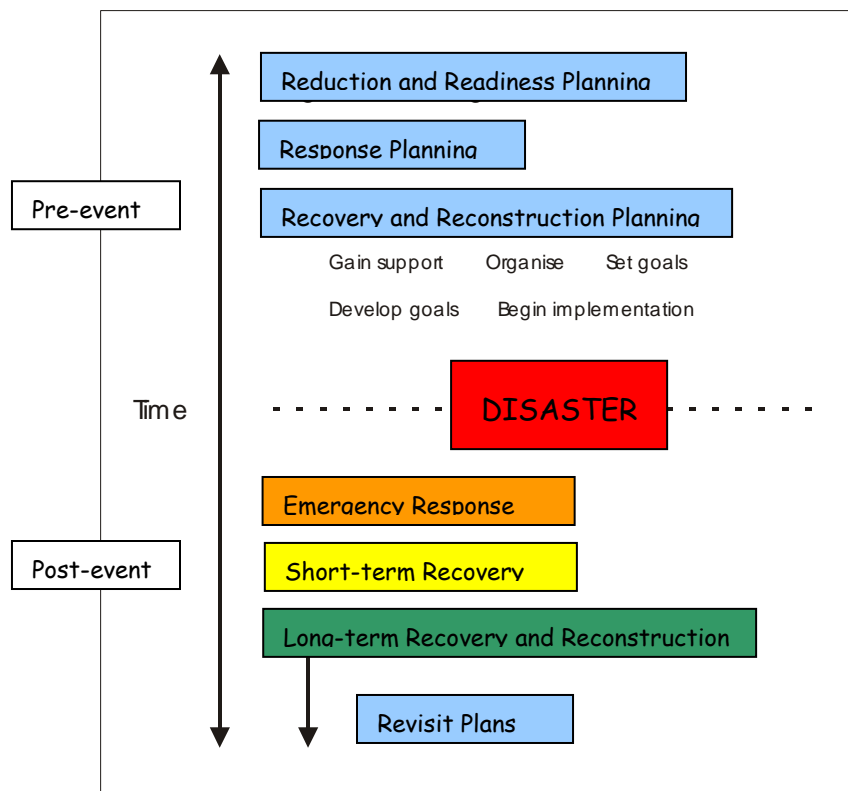 Reduction and Readiness Planning
Response Planning
Pre-event
Recovery and Reconstruction Planning
Gain support Organise Set goals
Develop goals Begin implementation
Time
DISASTER
Emergency Response
Post-event
Short-term Recovery
Long-term Recovery and Reconstruction
Revisit Plans